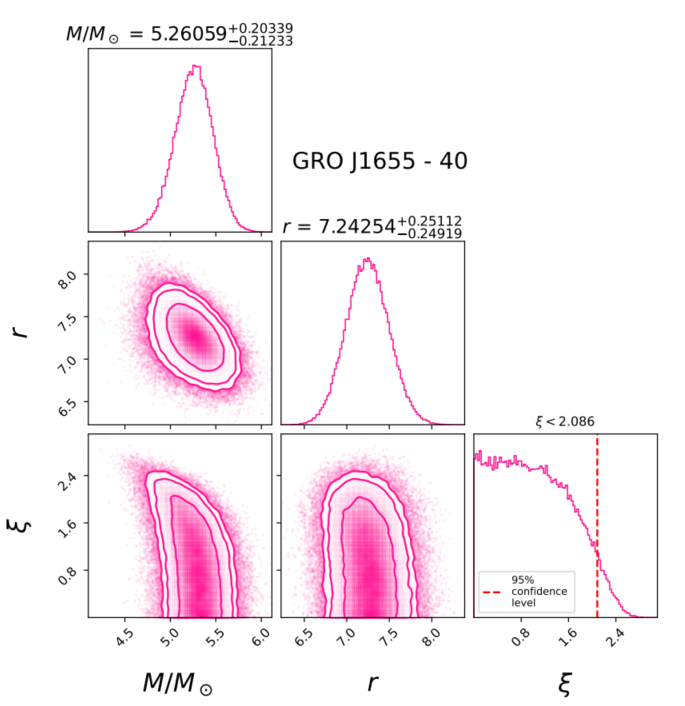 M/M⊙ = 5.26059+0.20339−0.21233
GRO J1655 - 40
r = 7.24254+0.25112−0.24919
8.0
7.5
7.0
6.5
r
ξ < 2.086
2.4
1.6
0.8
ξ
95%
confidence
level
4.5 5.0 5.5 6.0
6.5 7.0 7.5 8.0
0.8 1.6 2.4
M/M⊙
r
ξ